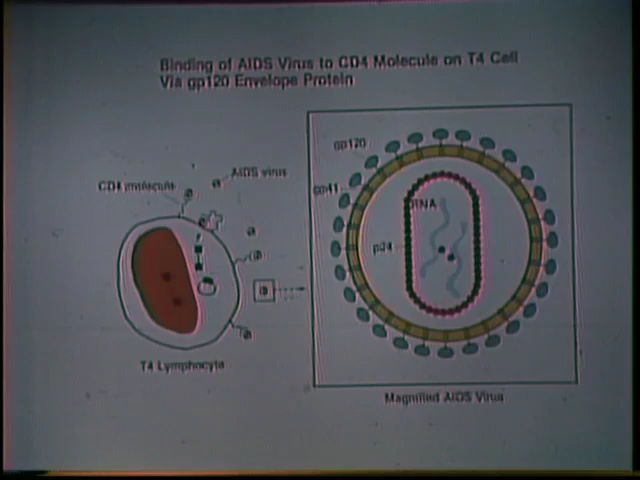 Binding of AIDS Virus to CD4 Molecule on T4 Cell
Via gp120 Envelope Protein
gp120
AIDS virus
CD4 molecule
gp41
RNA
p24
T4 Lymphocyte
Magnified AIDS Virus